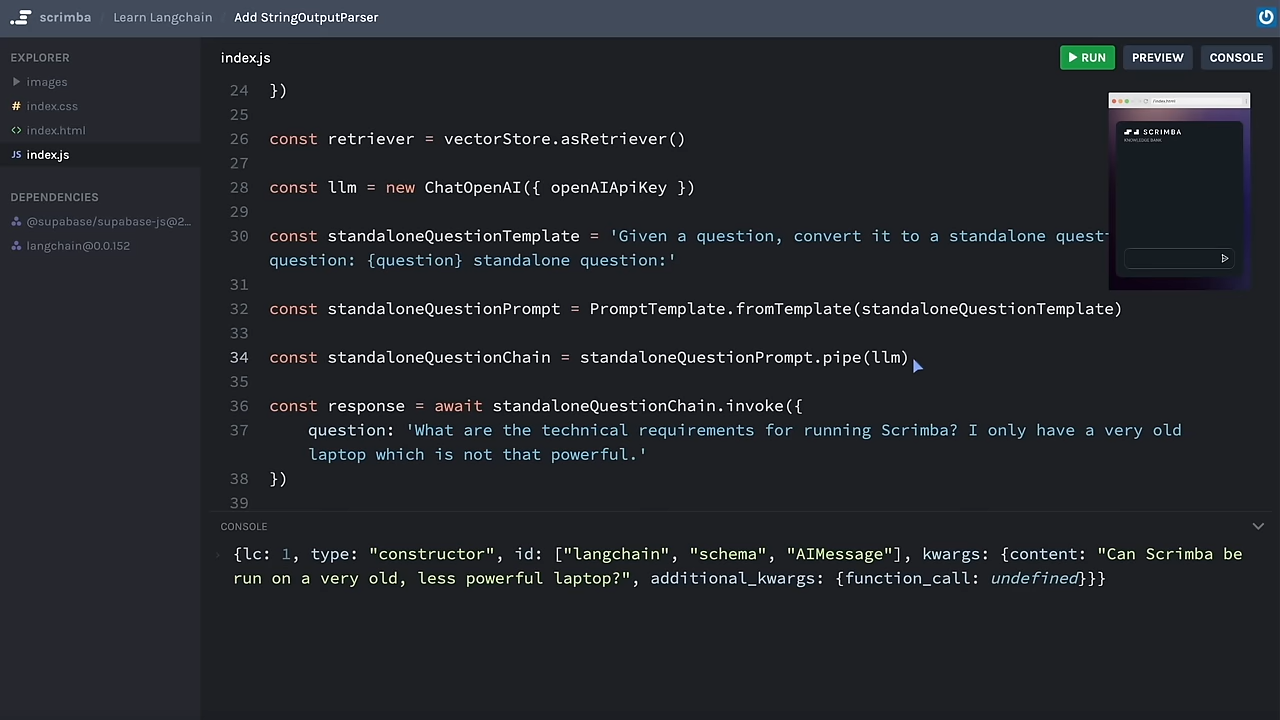 scrimba / Learn Langchain / Add StringOutputParser
EXPLORER
images
index.css
index.html
JS index.js
DEPENDENCIES
@supabase/supabase-js@2...
langchain@0.0.152
index.js
RUN
PREVIEW
CONSOLE
24 })
25
26 const retriever = vectorStore.asRetriever()
27
28 const llm = new ChatOpenAI({ openAIApiKey })
29
30 const standaloneQuestionTemplate = 'Given a question, convert it to a standalone quest
question: {question} standalone question:'
31
32 const standaloneQuestionPrompt = PromptTemplate.fromTemplate(standaloneQuestionTemplate)
33
34 const standaloneQuestionChain = standaloneQuestionPrompt.pipe(llm)
35
36 const response = await standaloneQuestionChain.invoke({
37 question: 'What are the technical requirements for running Scrimba? I only have a very old
laptop which is not that powerful.'
38 })
39
SCRIMBA
KNOWLEDGE BANK
CONSOLE
{lc: 1, type: "constructor", id: ["langchain", "schema", "AIMessage"], kwargs: {content: "Can Scrimba be
run on a very old, less powerful laptop?", additional_kwargs: {function_call: undefined}}}